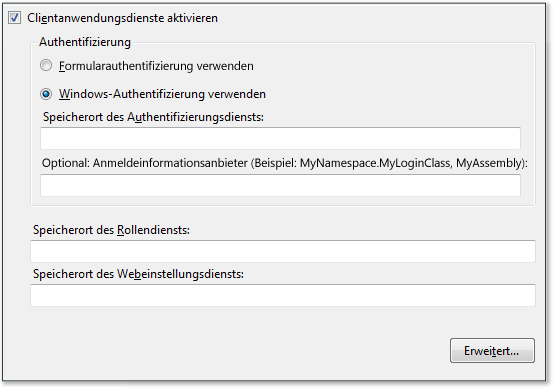 Clientanwendungsdienste aktivieren
Authentifizierung
Formularauthentifizierung verwenden
Windows-Authentifizierung verwenden
Speicherort des Authentifizierungsdiensts:
Optional: Anmeldeinformationsanbieter (Beispiel: MyNamespace.MyLoginClass, MyAssembly):
Speicherort des Rollendiensts:
Speicherort des Webeinstellungsdiensts:
Erweitert...